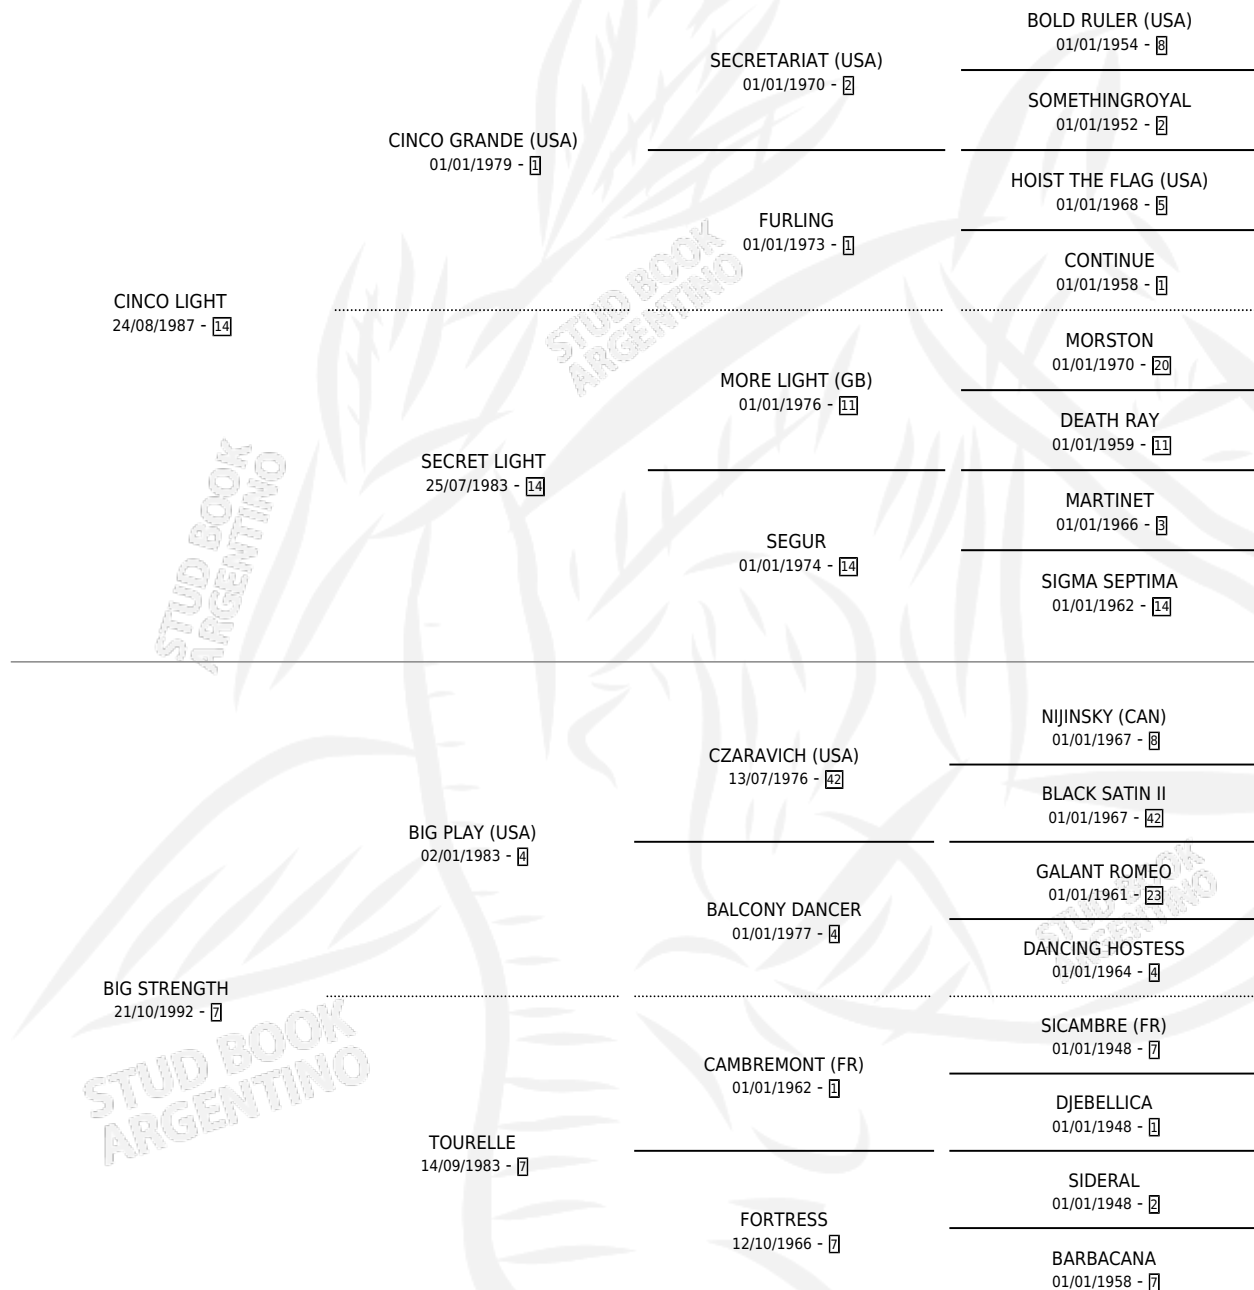 BOLD RULER (USA)
01/01/1954 - 8
SECRETARIAT (USA)
01/01/1970 - 2
SOMETHINGROYAL
01/01/1952 - 2
CINCO GRANDE (USA)
01/01/1979 - 1
HOIST THE FLAG (USA)
01/01/1968 - 5
FURLING
01/01/1973 - 1
CONTINUE
01/01/1958 - 1
CINCO LIGHT
24/08/1987 - 14
STUD BOOK
ARGENTINO
MORSTON
01/01/1970 - 20
MORE LIGHT (GB)
01/01/1976 - 11
DEATH RAY
01/01/1959 - 11
SECRET LIGHT
25/07/1983 - 14
MARTINET
01/01/1966 - 3
SEGUR
01/01/1974 - 14
SIGMA SEPTIMA
01/01/1962 - 14
STUD BOOK
ARGENTINO
NIJINSKY (CAN)
01/01/1967 - 8
CZARAVICH (USA)
13/07/1976 - 42
BLACK SATIN II
01/01/1967 - 42
BIG PLAY (USA)
02/01/1983 - 4
GALANT ROMEO
01/01/1961 - 23
STUD BOOK
ARGENTINO
BALCONY DANCER
01/01/1977 - 4
DANCING HOSTESS
01/01/1964 - 4
BIG STRENGTH
21/10/1992 - 7
STUD BOOK
ARGENTINO
SICAMBRE (FR)
01/01/1948 - 7
CAMBREMONT (FR)
01/01/1962 - 1
DJEBELLICA
01/01/1948 - 1
TOURELLE
14/09/1983 - 7
SIDERAL
01/01/1948 - 2
FORTRESS
12/10/1966 - 7
BARBACANA
01/01/1958 - 7